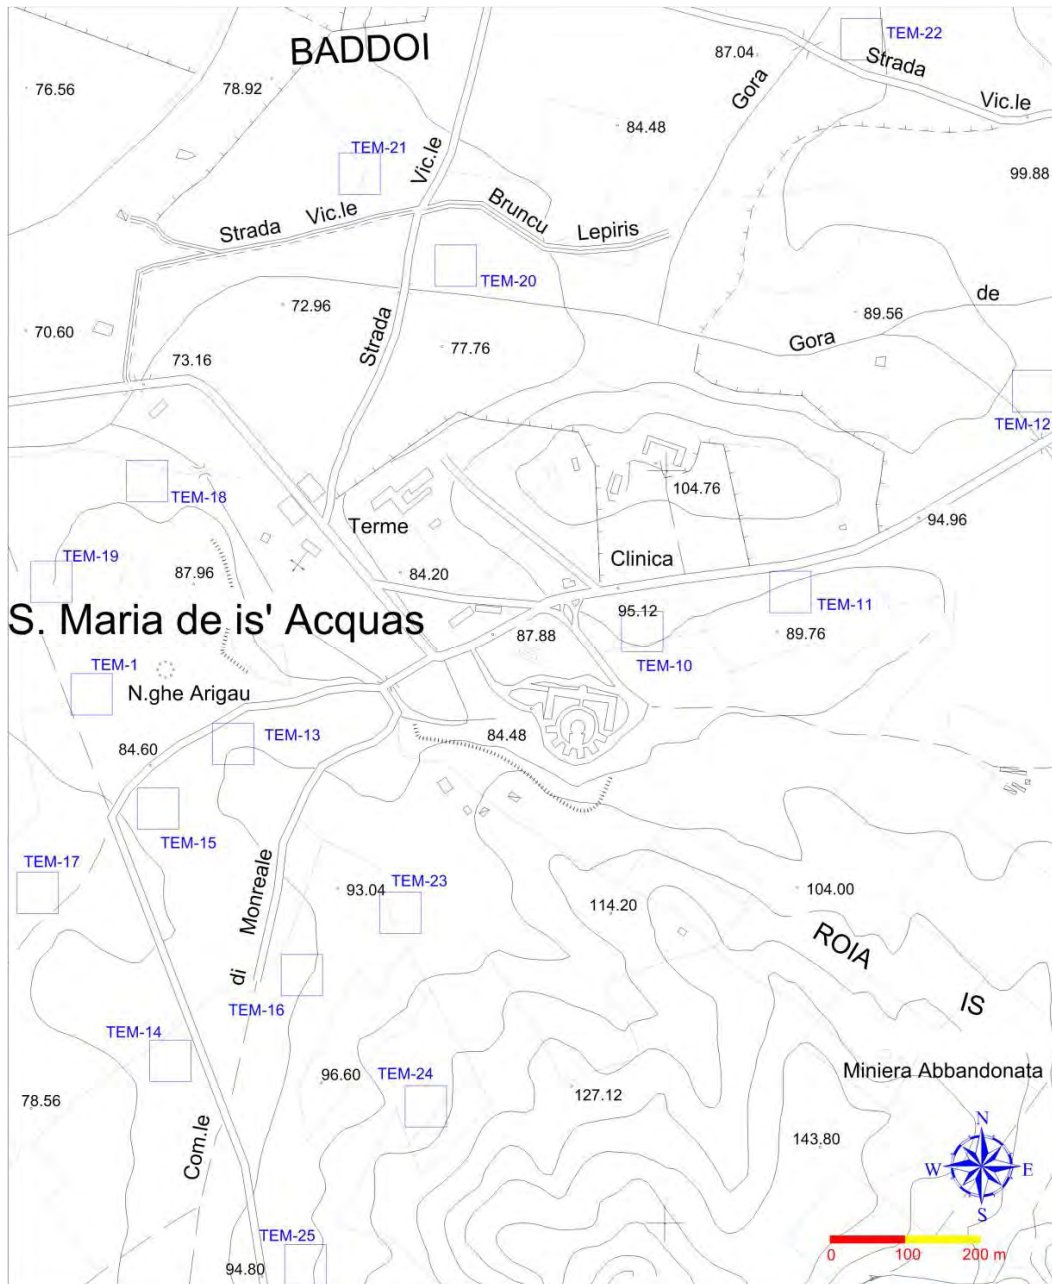 TEM-22
BADDOI
87.04
Strada
78.92
Gora
76.56
Vic.le
84.48
TEM-21
Vic.le
99.88
Bruncu
Vic.le
Strada
Lepiris
TEM-20
de
72.96
89.56
70.60
Strada
Gora
77.76
73.16
TEM-12
104.76
TEM-18
94.96
Terme
TEM-19
Clinica
87.96
84.20
TEM-11
S. Maria de is' Acquas
95.12
89.76
87.88
TEM-1
TEM-10
N.ghe Arigau
TEM-13
84.48
84.60
TEM-15
TEM-17
Monreale
93.04
TEM-23
104.00
114.20
ROIA
di
TEM-16
IS
TEM-14
Miniera Abbandonata
96.60
TEM-24
127.12
78.56
N
Com.le
143.80
W
E
S
TEM-25
94.80
0
100
200 m